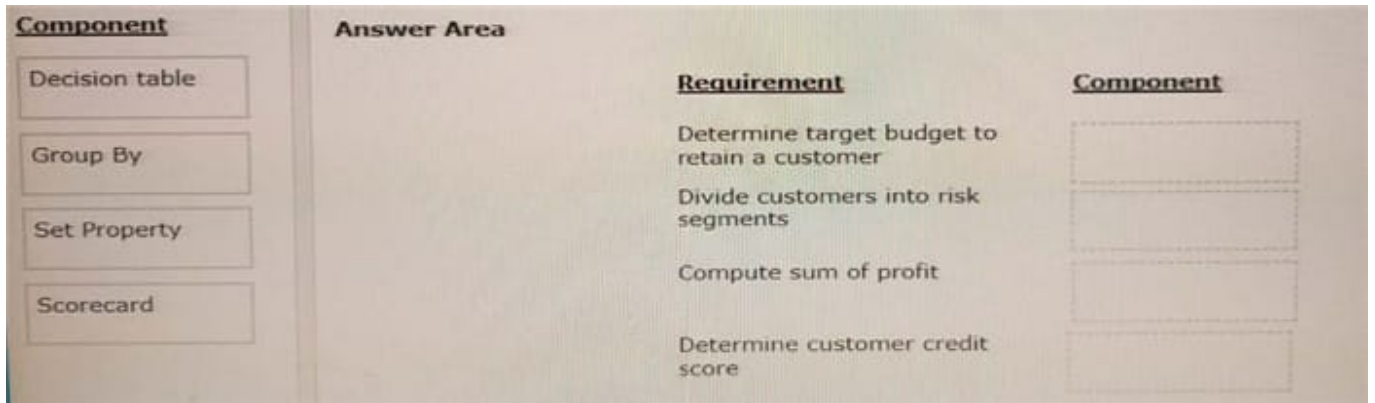 Component
Decision table
Group By
Set Property
Scorecard
Answer Area
Requirement
Component
Determine target budget to
retain a customer
Divide customers into risk
segments
Compute sum of profit
Determine customer credit
score